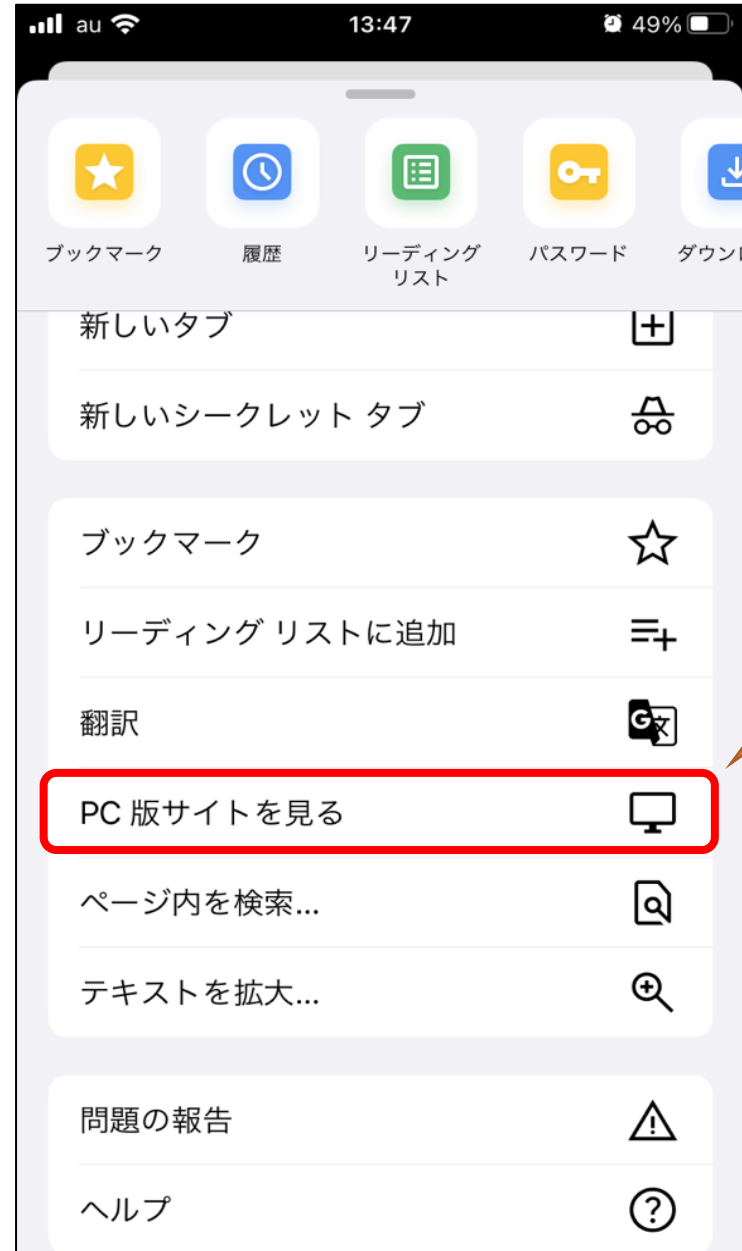 au 13:47 49%
ブックマーク 履歴 リーディング パスワード ダウン
リスト
新しいタブ
新しいシークレット タブ
ブックマーク
リーディング リストに追加
翻訳
PC 版サイトを見る
ページ内を検索...
テキストを拡大...
問題の報告
ヘルプ